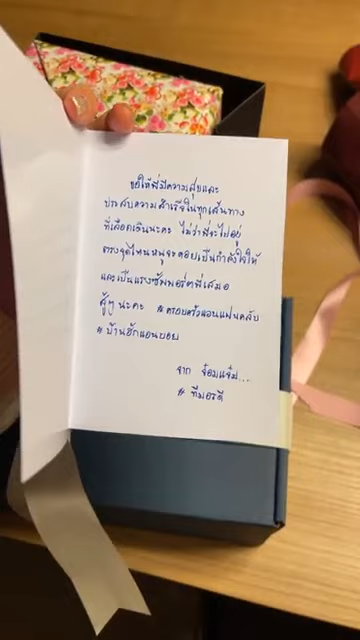 ขอให้พี่มีความสุขและ
ประสบความสำเร็จในทุกเส้นทาง
ที่เลือกเดินนะคะ ไม่ว่าพี่จะไปอยู่
ตรงจุดไหนหนูจะคอยเป็นกำลังใจให้
และเป็นแรงซัพพอร์ตพี่เสมอ
สู้ๆ นะคะ #ครอบครัวแอนแฟนคลับ
#บ้านฮักแอนบอย
จาก จ๋อมแจ๋ม...
#ทีมอรดี